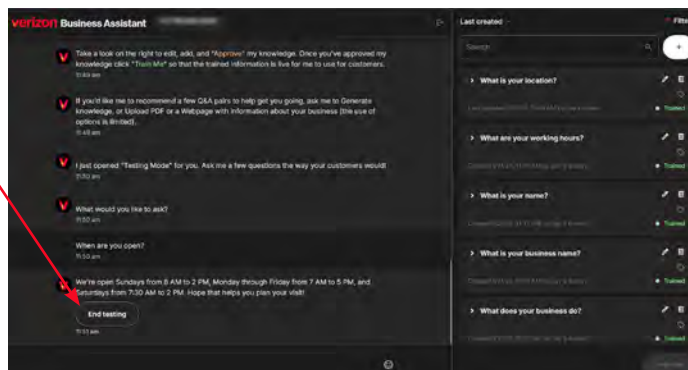 verizon Business Assistant
Last created
Filte
Take a look on the right to edit, add, and "Approve" my knowledge. Once you've approved my
knowledge click "Train Me" so that the trained information is live for me to use for customers.
11:49 am
If you'd like me to recommend a few Q&A pairs to help get you going, ask me to Generate
knowledge, or Upload PDF or a Webpage with information about your business (the use of
options is limited).
11:49 am
I just opened "Testing Mode" for you. Ask me a few questions the way your customers would!
11:50 am
What would you like to ask?
11:50 am
When are you open?
11:50 am
We're open Sundays from 8 AM to 2 PM, Monday through Friday from 7 AM to 5 PM, and
Saturdays from 7:30 AM to 2 PM. Hope that helps you plan your visit!
End testing
11:51 am
Search
+
What is your location?
Trained
What are your working hours?
Trained
What is your name?
Trained
What is your business name?
Trained
What does your business do?
Trained